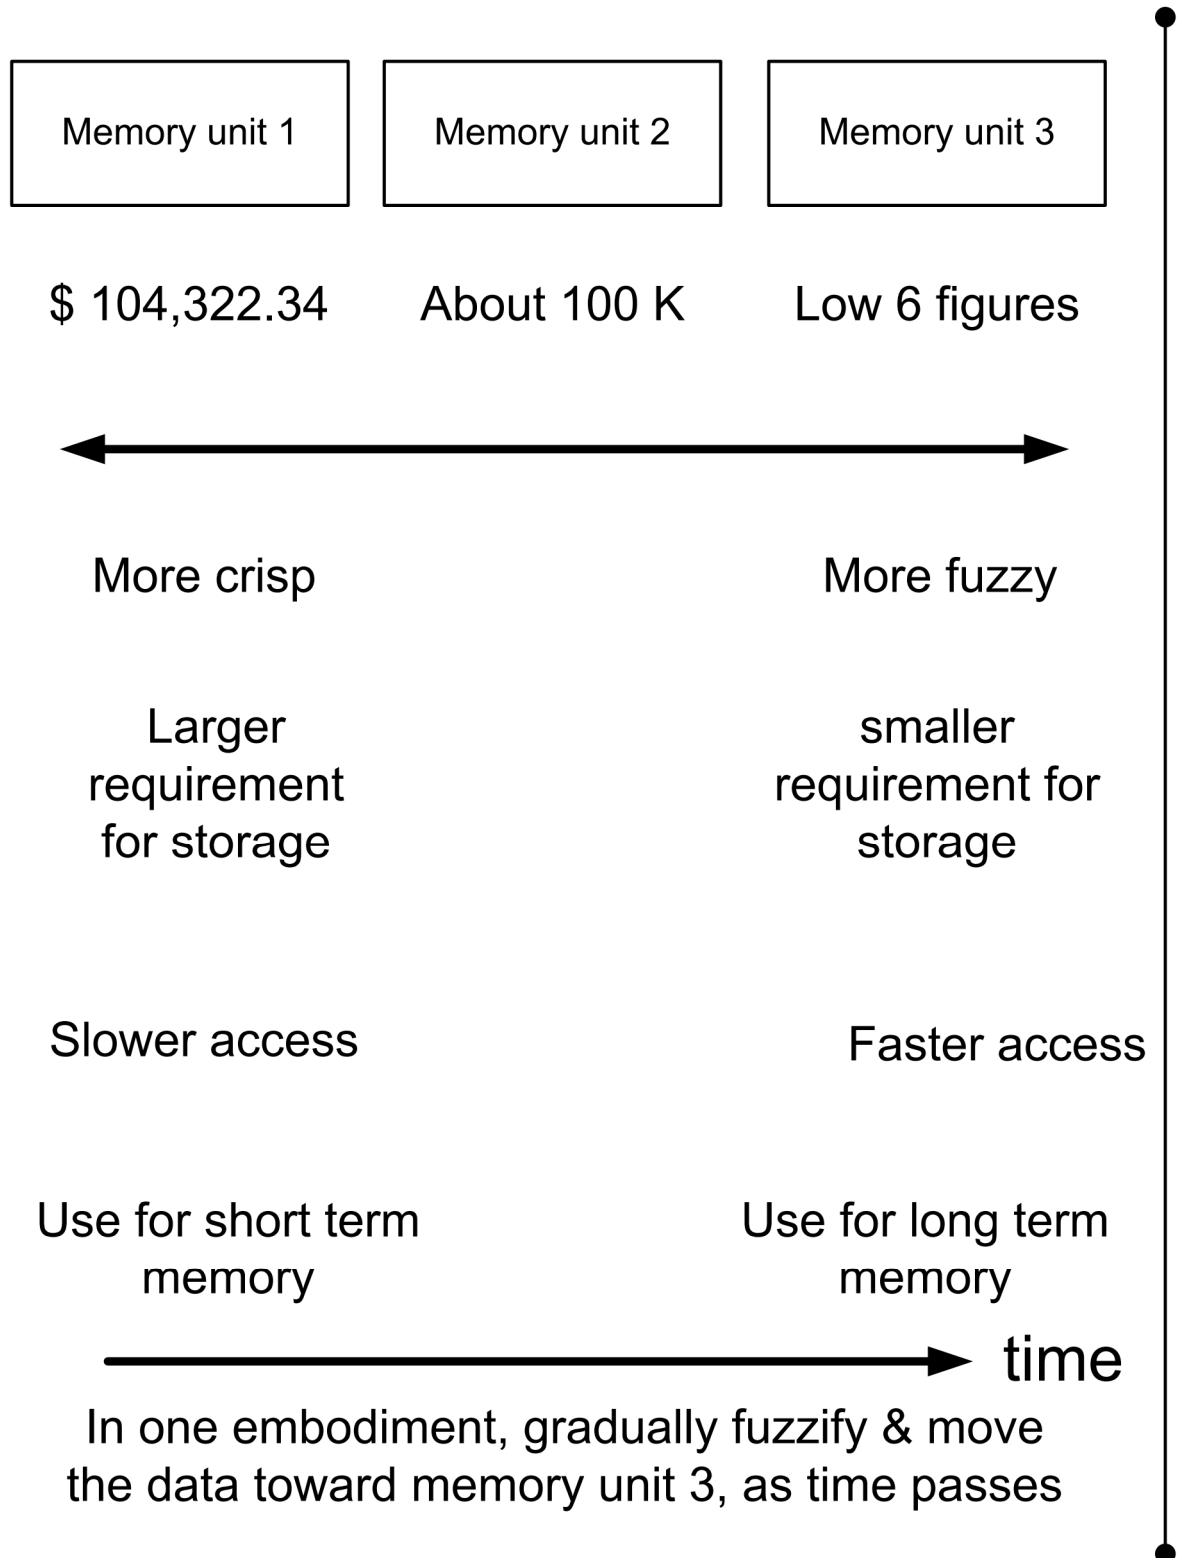 Memory unit 1
Memory unit 2
Memory unit 3
$ 104,322.34
About 100 K
Low 6 figures
More crisp
More fuzzy
Larger
requirement
for storage
smaller
requirement for
storage
Slower access
Faster access
Use for short term
memory
Use for long term
memory
time
In one embodiment, gradually fuzzify & move
the data toward memory unit 3, as time passes